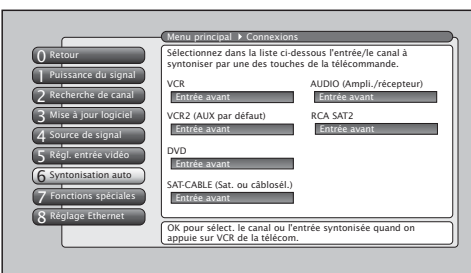 Menu principal ▸ Connexions
0 Retour
1 Puissance du signal
2 Recherche de canal
3 Mise à jour logiciel
4 Source de signal
5 Régl. entrée vidéo
6 Syntonisation auto
7 Fonctions spéciales
8 Réglage Ethernet
Sélectionnez dans la liste ci-dessous l'entrée/le canal à
syntoniser par une des touches de la télécommande.
VCR
Entrée avant
VCR2 (AUX par défaut)
Entrée avant
DVD
Entrée avant
SAT-CABLE (Sat. ou câblosél.)
Entrée avant
AUDIO (Ampli./récepteur)
Entrée avant
RCA SAT2
Entrée avant
OK pour sélect. le canal ou l'entrée syntonisée quand on
appuie sur VCR de la télécom.